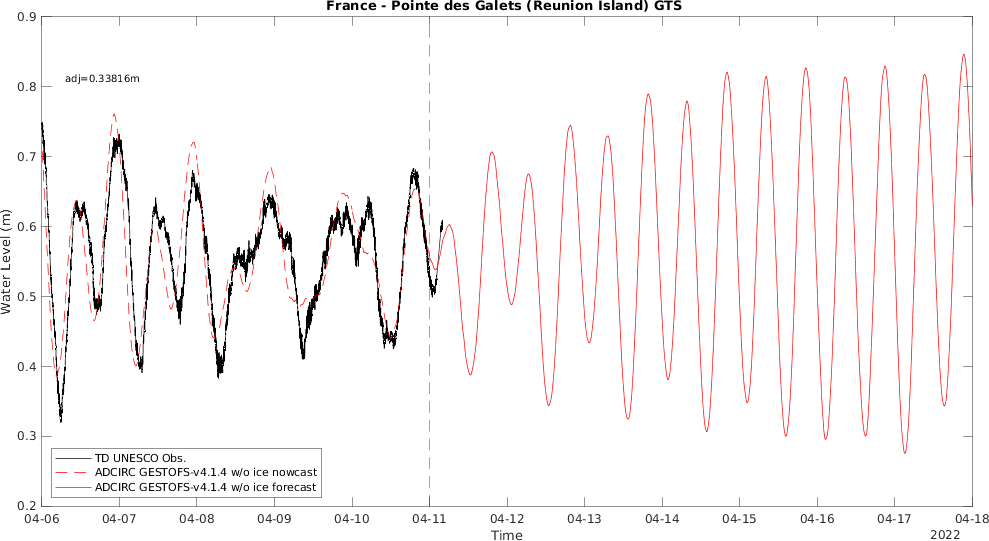 France - Pointe des Galets (Reunion Island) GTS
0.9
0.8
0.7
0.6
0.5
0.4
0.3
0.2
Water Level (m)
adj=0.33816m
TD UNESCO Obs.
ADCIRC GESTOFS-v4.1.4 w/o ice nowcast
ADCIRC GESTOFS-v4.1.4 w/o ice forecast
04-06 04-07 04-08 04-09 04-10 04-11 04-12 04-13 04-14 04-15 04-16 04-17 04-18
Time
2022